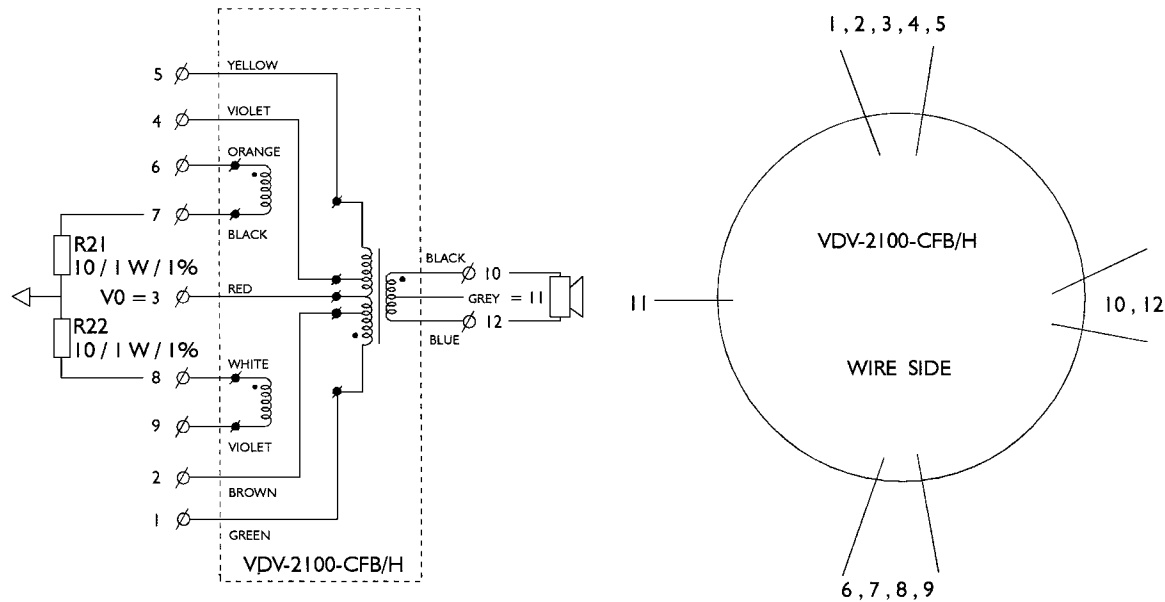 5 YELLOW
4 VIOLET
6 ORANGE
7 BLACK
R21
10 / 1 W / 1%
V0 = 3 RED
R22
10 / 1 W / 1%
8 WHITE
9 VIOLET
2 BROWN
1 GREEN
VDV-2100-CFB/H
BLACK 10
GREY = 11
BLUE 12
1 , 2 , 3 , 4 , 5
VDV-2100-CFB/H
11
10, 12
WIRE SIDE
6 , 7 , 8 , 9